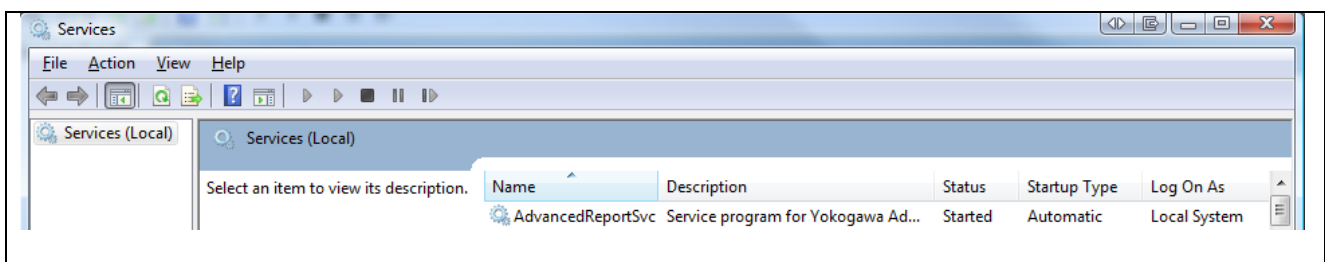 Services
File Action View Help
Services (Local)
Services (Local)
Select an item to view its description.
Name Description Status Startup Type Log On As
AdvancedReportSvc Service program for Yokogawa Ad... Started Automatic Local System